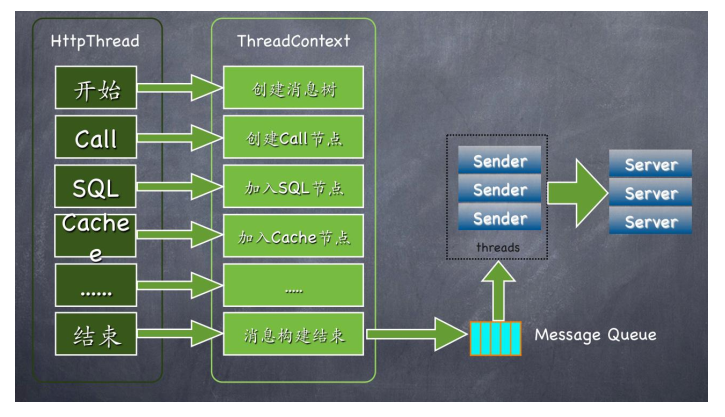 HttpThread
ThreadContext
开始
创建消息树
Call
创建Call节点
SQL
加入SQL节点
Cache
e
加入Cache节点
......
.....
结束
消息构建结束
Sender
Sender
Sender
threads
Server
Server
Server
Message Queue